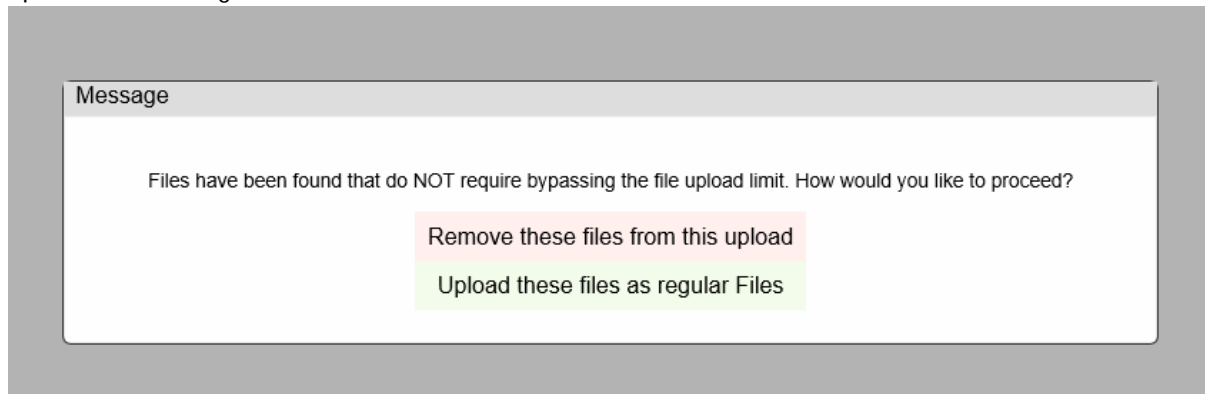 Message
Files have been found that do NOT require bypassing the file upload limit. How would you like to proceed?
Remove these files from this upload
Upload these files as regular Files